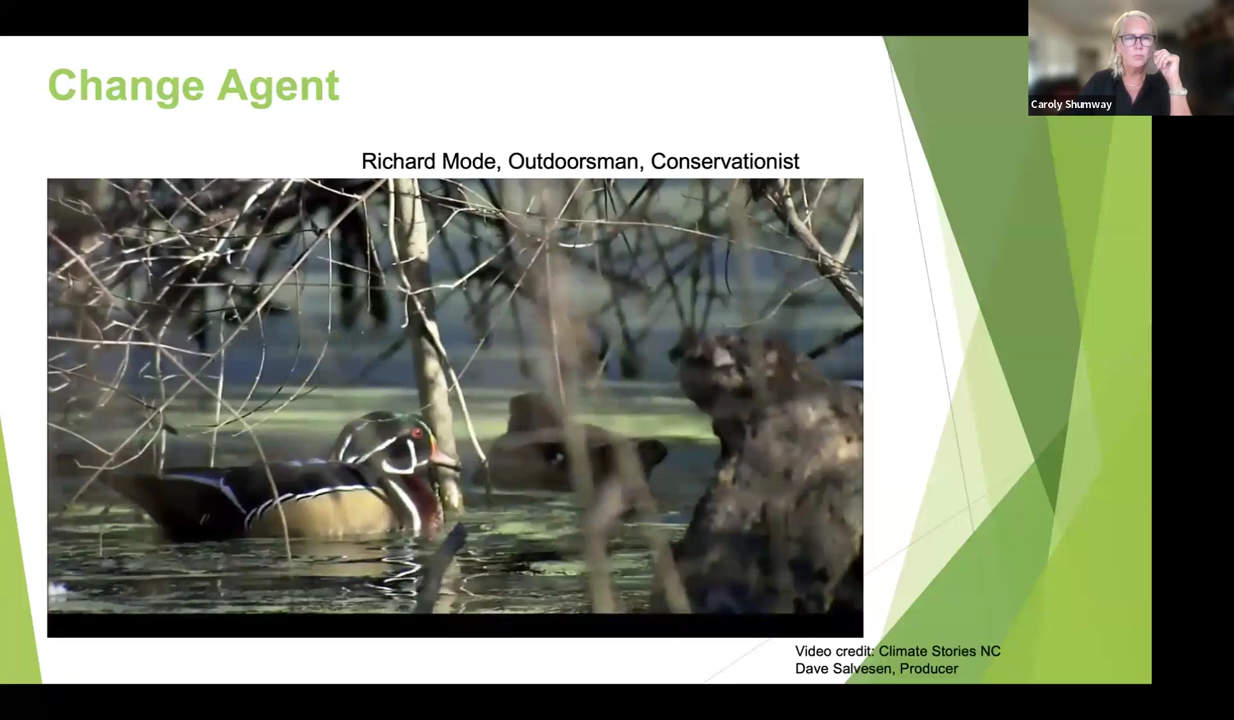 Change Agent
Caroly Shumway
Richard Mode, Outdoorsman, Conservationist
Video credit: Climate Stories NC
Dave Salvesen, Producer